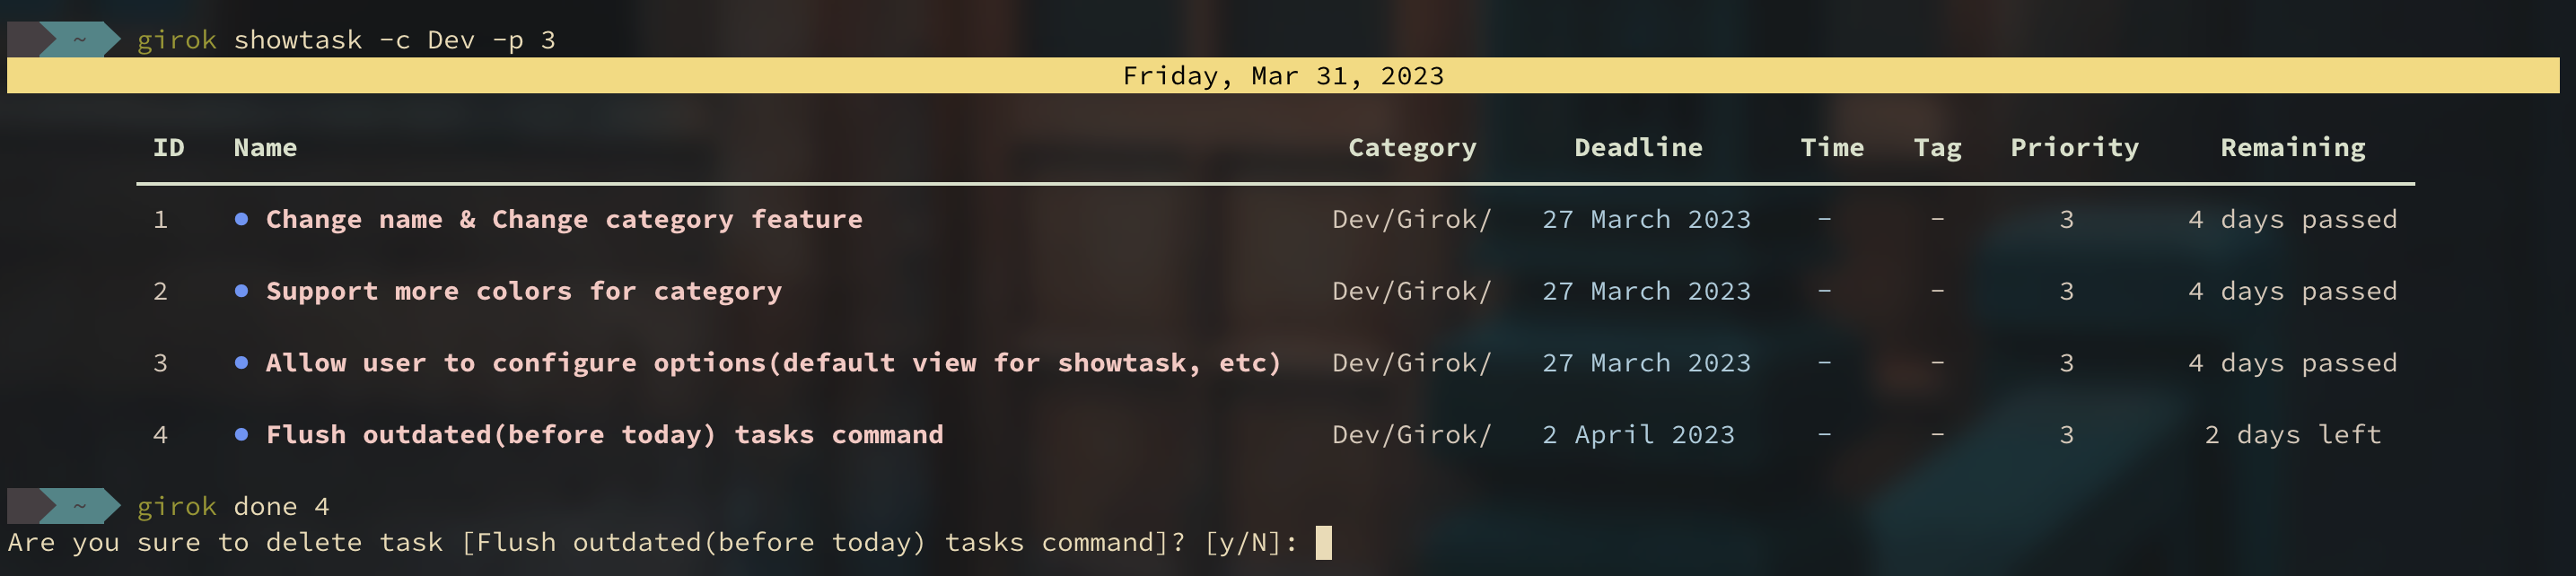 ~ girok showtask -c Dev -p 3
Friday, Mar 31, 2023
ID Name Category Deadline Time Tag Priority Remaining
1 ● Change name & Change category feature Dev/Girok/ 27 March 2023 - - 3 4 days passed
2 ● Support more colors for category Dev/Girok/ 27 March 2023 - - 3 4 days passed
3 ● Allow user to configure options(default view for showtask, etc) Dev/Girok/ 27 March 2023 - - 3 4 days passed
4 ● Flush outdated(before today) tasks command Dev/Girok/ 2 April 2023 - - 3 2 days left
~ girok done 4
Are you sure to delete task [Flush outdated(before today) tasks command]? [y/N]: